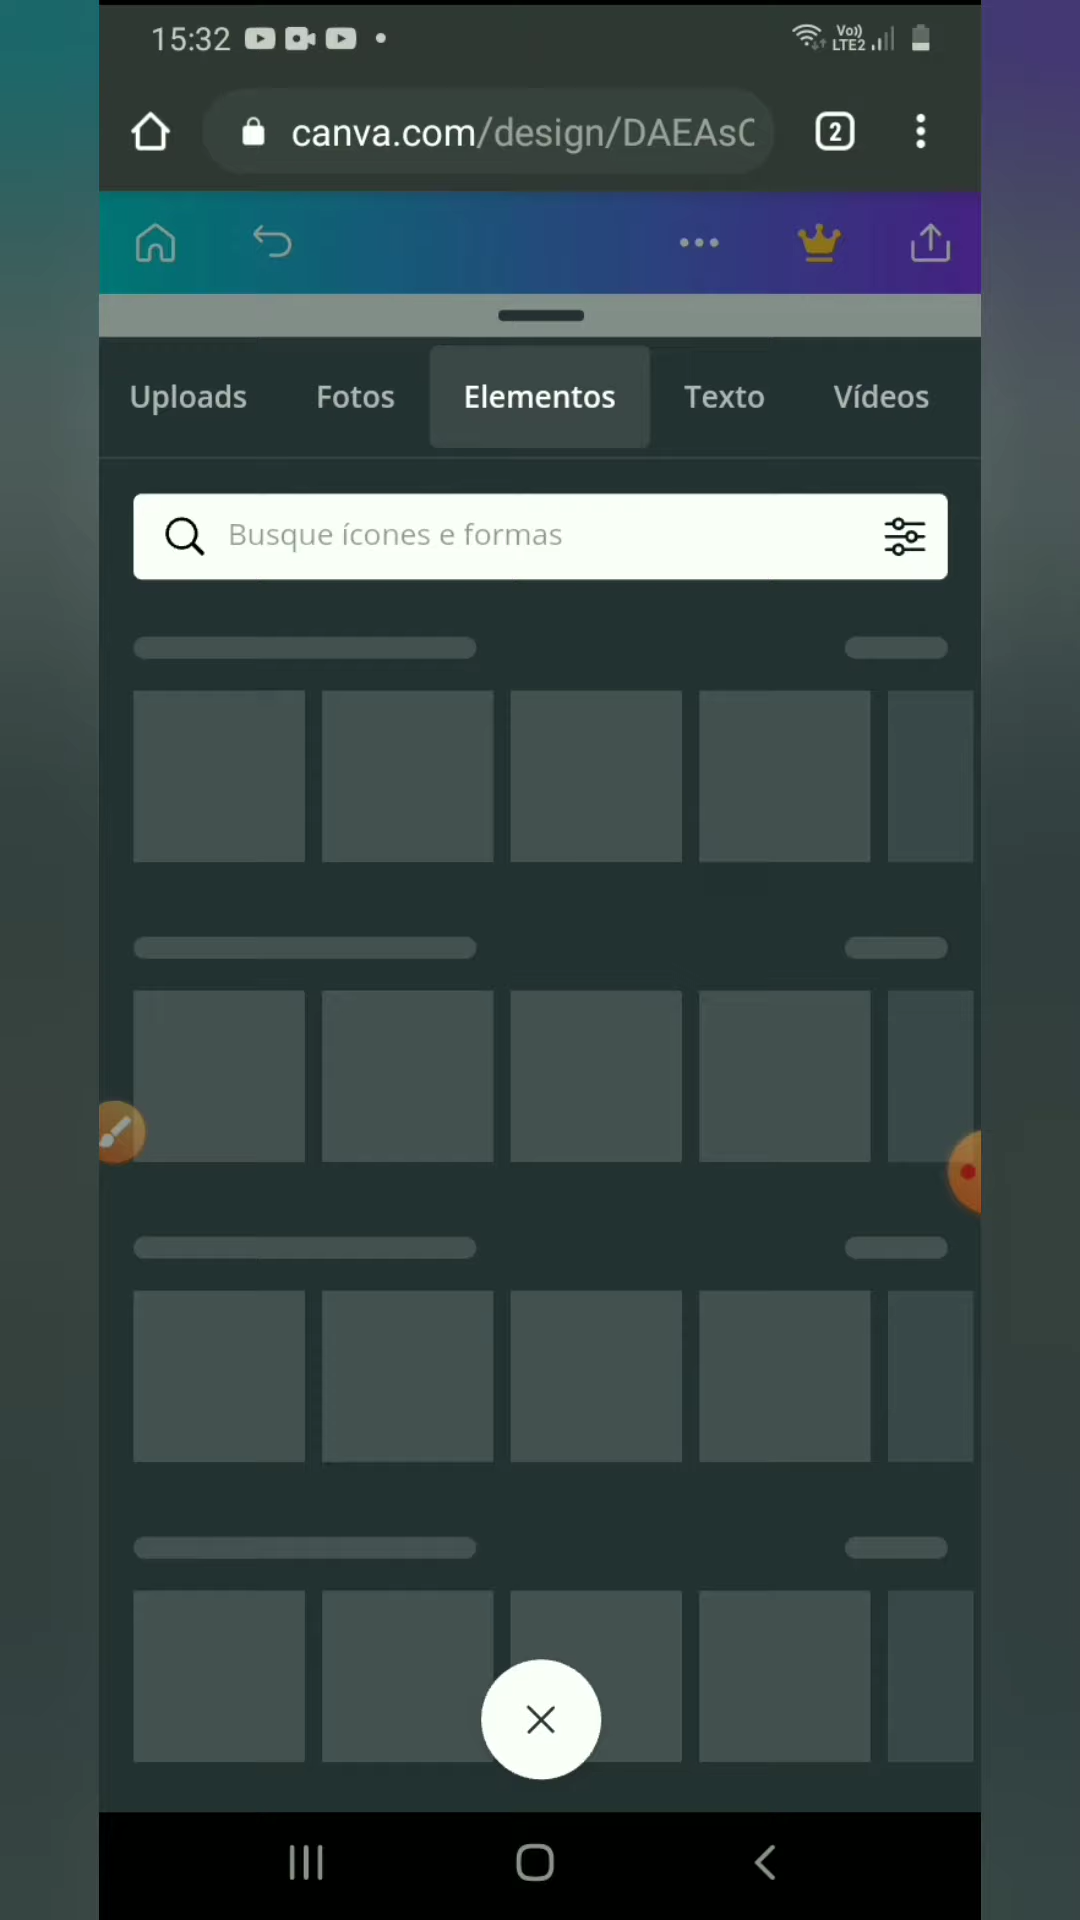 15:32 Vo)) LTE2
canva.com/design/DAEAsC 2
Uploads Fotos Elementos Texto Vídeos
Busque ícones e formas